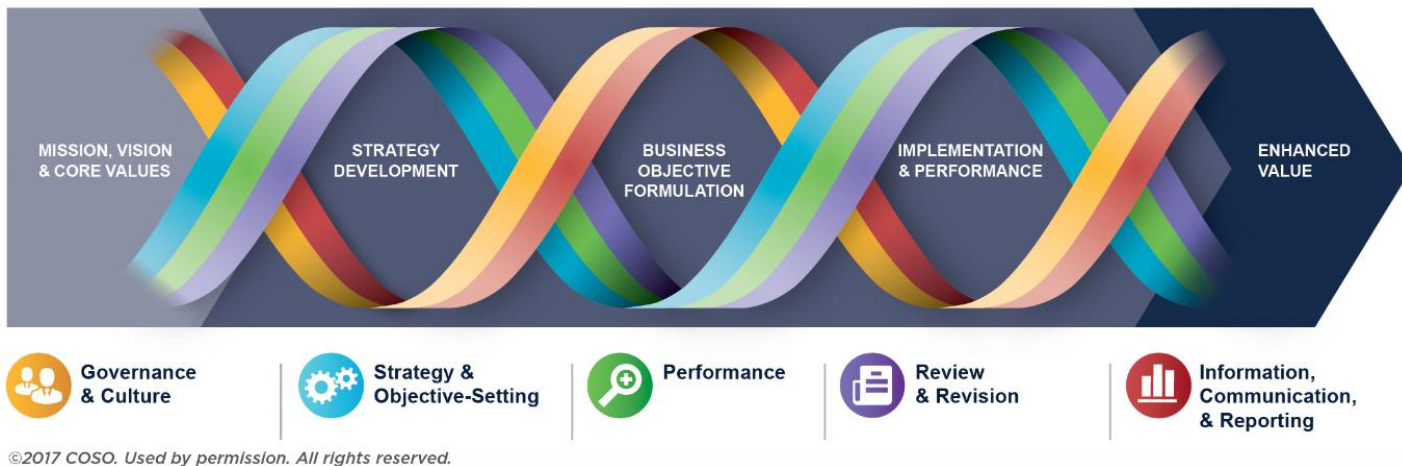 MISSION, VISION
& CORE VALUES
STRATEGY
DEVELOPMENT
BUSINESS
OBJECTIVE
FORMULATION
IMPLEMENTATION
& PERFORMANCE
ENHANCED
VALUE
Governance
& Culture
Strategy &
Objective-Setting
Performance
Review
& Revision
Information,
Communication,
& Reporting
©2017 COSO. Used by permission. All rights reserved.